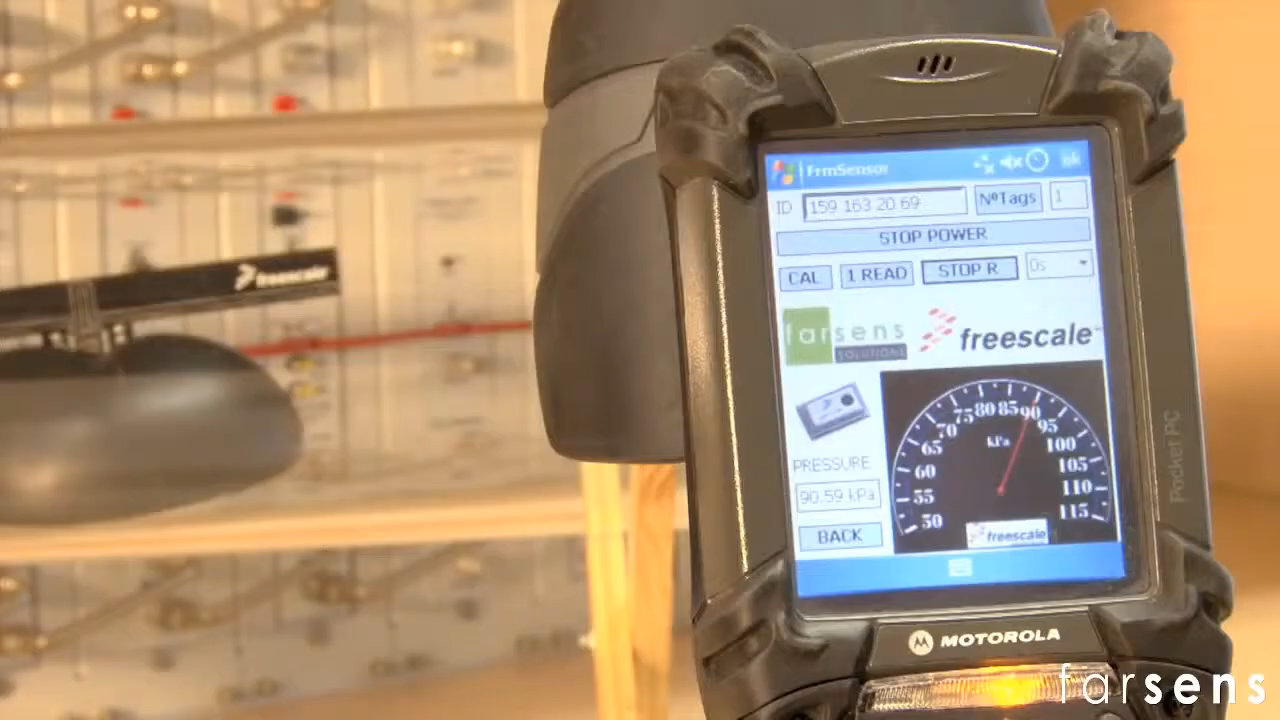 freescale
FrmSensor
ok
ID 159 163 20 69 NºTags 1
STOP POWER
CAL 1 READ STOP R 0s
farsens
SOLUTIONS
freescale™
PRESSURE
90.59 kPa
BACK
50 55 60 65 70 75 80 85 90 95 100 105 110 115
kPa
freescale
Pocket PC
MOTOROLA
farsens